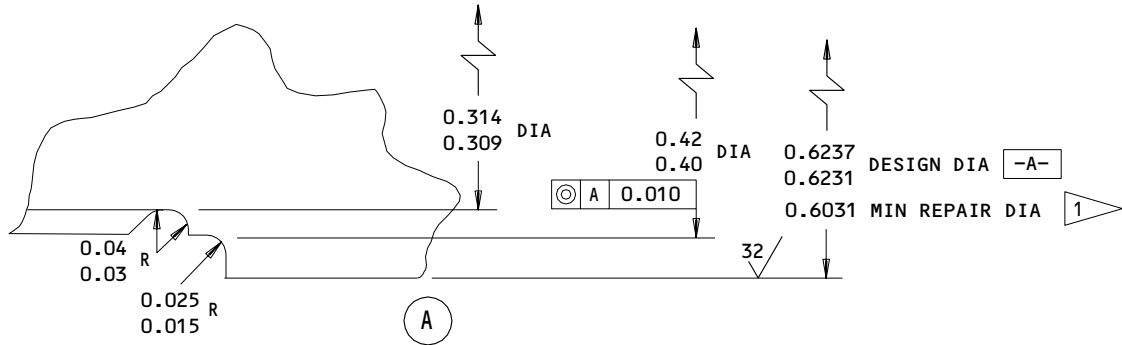 0.314
0.309 DIA
0.42
0.40 DIA
◎ A 0.010
0.6237
0.6231 DESIGN DIA -A-
0.6031 MIN REPAIR DIA 1
32
0.04
0.03 R
0.025
0.015 R
A